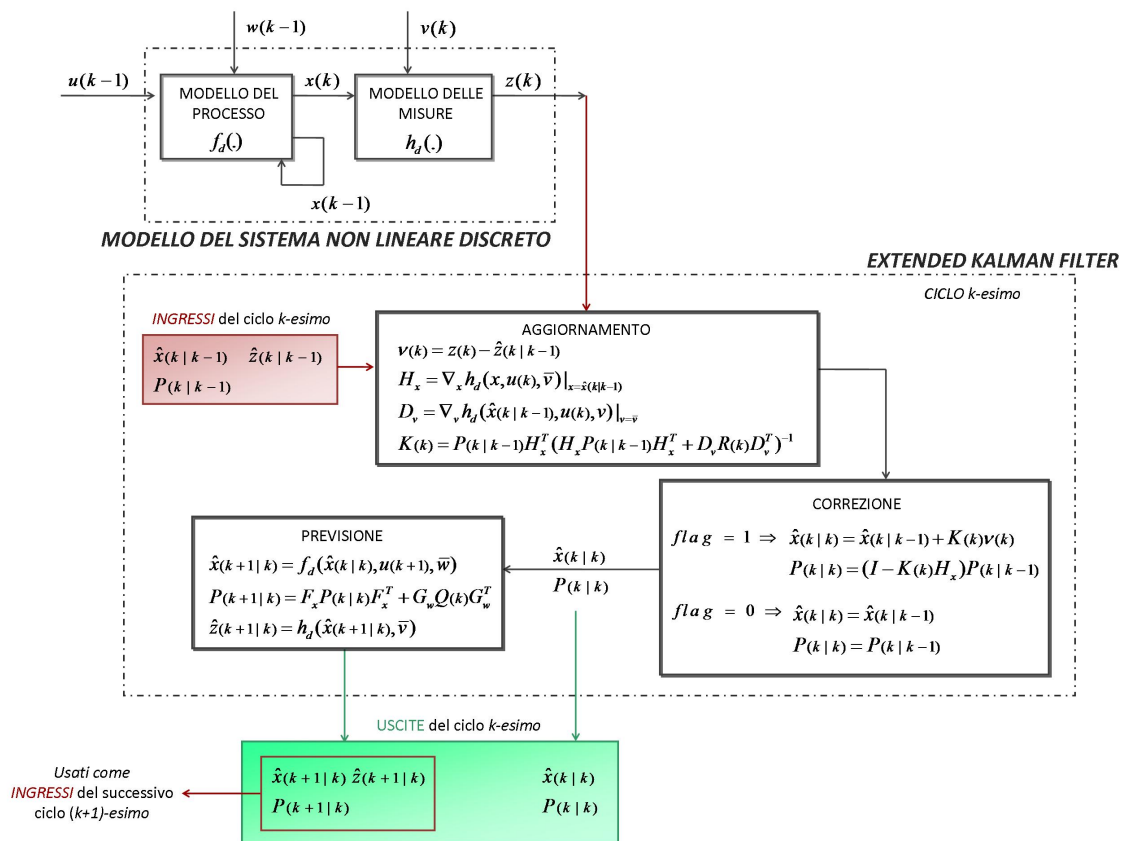 w(k−1)
v(k)
u(k−1)
MODELLO DEL
PROCESSO
f_d(.)
x(k)
MODELLO DELLE
MISURE
h_d(.)
z(k)
x(k−1)
MODELLO DEL SISTEMA NON LINEARE DISCRETO
EXTENDED KALMAN FILTER
CICLO k-esimo
INGRESSI del ciclo k-esimo
x̂(k | k−1) ẑ(k | k−1)
P(k | k−1)
AGGIORNAMENTO
ν(k) = z(k) − ẑ(k | k−1)
H_x = ∇_x h_d(x, u(k), v̄)|_{x=x̂(k|k−1)}
D_v = ∇_v h_d(x̂(k | k−1), u(k), v)|_{v=v̄}
K(k) = P(k | k−1)H_x^T(H_x P(k | k−1)H_x^T + D_v R(k)D_v^T)^{−1}
CORREZIONE
flag = 1 ⇒ x̂(k | k) = x̂(k | k−1) + K(k)ν(k)
P(k | k) = (I − K(k)H_x)P(k | k−1)
flag = 0 ⇒ x̂(k | k) = x̂(k | k−1)
P(k | k) = P(k | k−1)
x̂(k | k)
P(k | k)
PREVISIONE
x̂(k+1 | k) = f_d(x̂(k | k), u(k+1), w̄)
P(k+1 | k) = F_x P(k | k)F_x^T + G_w Q(k)G_w^T
ẑ(k+1 | k) = h_d(x̂(k+1 | k), v̄)
USCITE del ciclo k-esimo
x̂(k+1 | k) ẑ(k+1 | k)
P(k+1 | k)
x̂(k | k)
P(k | k)
Usati come
INGRESSI del successivo
ciclo (k+1)-esimo